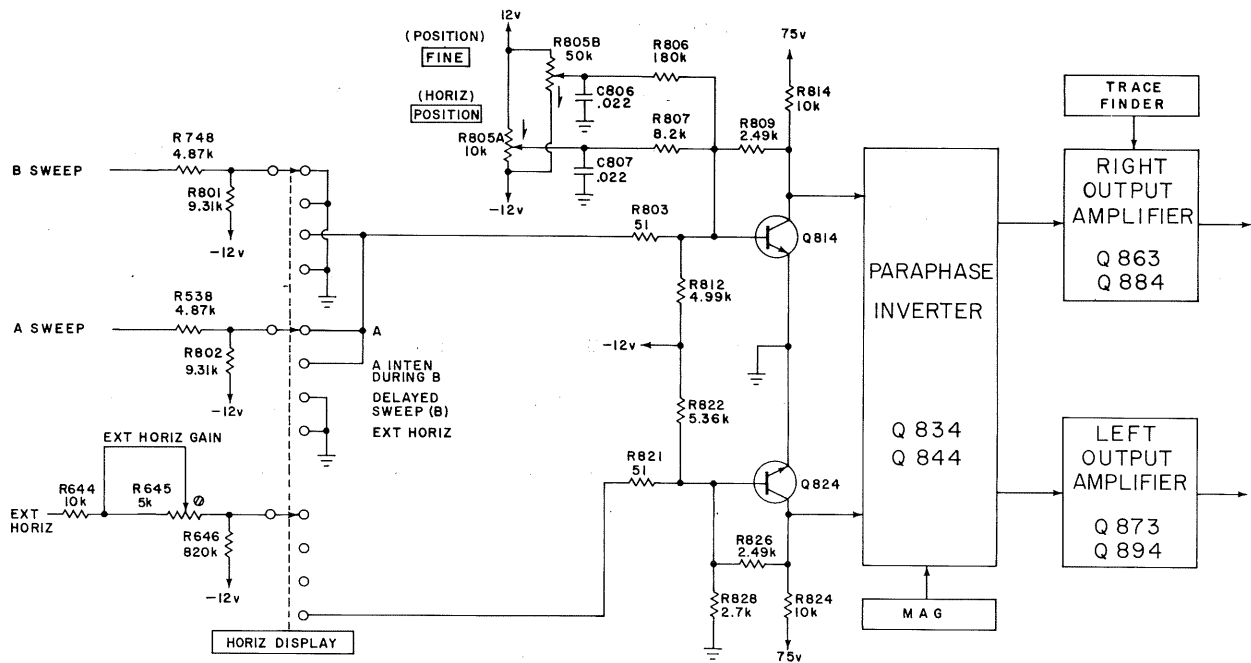 12v
75v
(POSITION)
FINE
R805B
50k
R806
180k
C806
.022
(HORIZ)
POSITION
R805A
10k
R807
8.2k
C807
.022
R809
2.49k
R814
10k
-12v
TRACE
FINDER
R748
4.87k
B SWEEP
R801
9.31k
-12v
R803
51
Q814
RIGHT
OUTPUT
AMPLIFIER
Q 863
Q 884
PARAPHASE
INVERTER
Q 834
Q 844
R812
4.99k
-12v
R538
4.87k
A SWEEP
R802
9.31k
-12v
A
A INTEN
DURING B
DELAYED
SWEEP (B)
EXT HORIZ
R822
5.36k
EXT HORIZ GAIN
R644
10k
R645
5k
EXT
HORIZ
R646
820k
-12v
R821
51
Q824
LEFT
OUTPUT
AMPLIFIER
Q 873
Q 894
R826
2.49k
R828
2.7k
R824
10k
75v
MAG
HORIZ DISPLAY